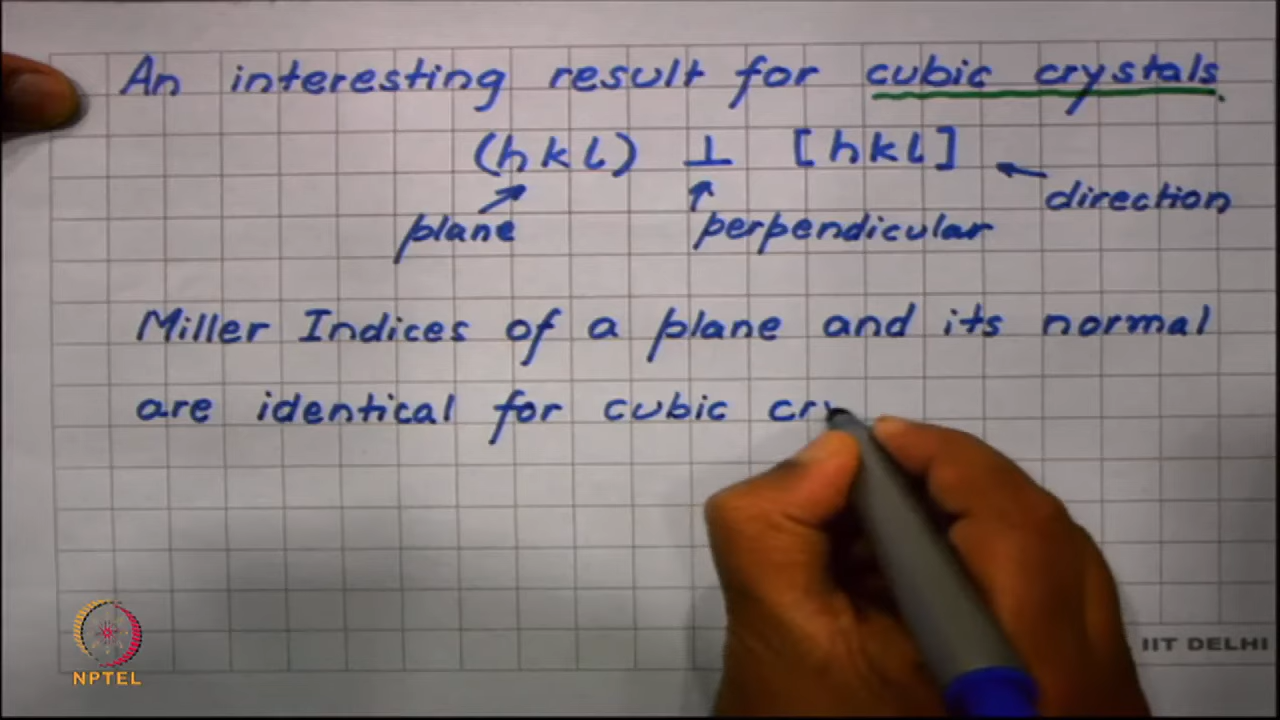 An interesting result for cubic crystals.
(hkl) ⊥ [hkl]
plane perpendicular direction
Miller Indices of a plane and its normal
are identical for cubic cry
NPTEL
IIT DELHI